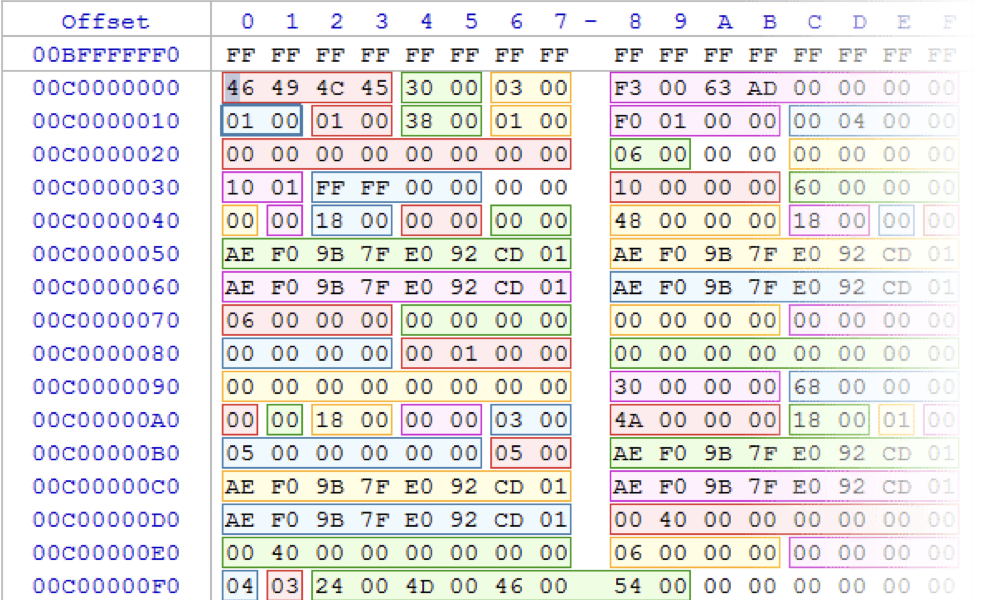 Offset 0 1 2 3 4 5 6 7 - 8 9 A B C D E F
00BFFFFFF0 FF FF FF FF FF FF FF FF FF FF FF FF FF FF FF FF
00C0000000 46 49 4C 45 30 00 03 00 F3 00 63 AD 00 00 00 00
00C0000010 01 00 01 00 38 00 01 00 F0 01 00 00 00 04 00 00
00C0000020 00 00 00 00 00 00 00 00 06 00 00 00 00 00 00 00
00C0000030 10 01 FF FF 00 00 00 00 10 00 00 00 60 00 00 00
00C0000040 00 00 18 00 00 00 00 00 48 00 00 00 18 00 00 00
00C0000050 AE F0 9B 7F E0 92 CD 01 AE F0 9B 7F E0 92 CD 01
00C0000060 AE F0 9B 7F E0 92 CD 01 AE F0 9B 7F E0 92 CD 01
00C0000070 06 00 00 00 00 00 00 00 00 00 00 00 00 00 00 00
00C0000080 00 00 00 00 00 01 00 00 00 00 00 00 00 00 00 00
00C0000090 00 00 00 00 00 00 00 00 30 00 00 00 68 00 00 00
00C00000A0 00 00 18 00 00 00 03 00 4A 00 00 00 18 00 01 00
00C00000B0 05 00 00 00 00 00 05 00 AE F0 9B 7F E0 92 CD 01
00C00000C0 AE F0 9B 7F E0 92 CD 01 AE F0 9B 7F E0 92 CD 01
00C00000D0 AE F0 9B 7F E0 92 CD 01 00 40 00 00 00 00 00 00
00C00000E0 00 40 00 00 00 00 00 00 06 00 00 00 00 00 00 00
00C00000F0 04 03 24 00 4D 00 46 00 54 00 00 00 00 00 00 00